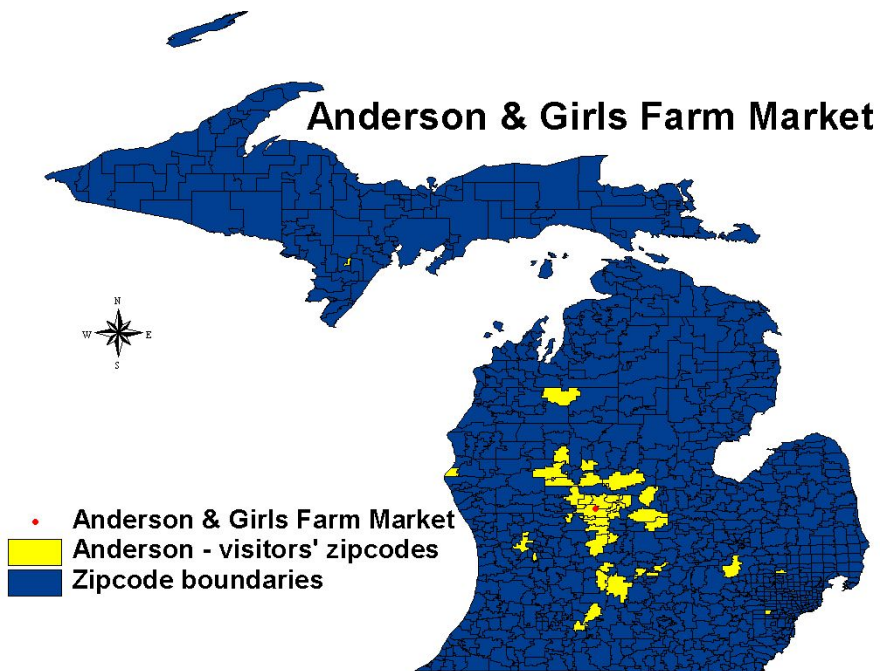 Anderson & Girls Farm Market
N
W E
S
Anderson & Girls Farm Market
Anderson - visitors' zipcodes
Zipcode boundaries